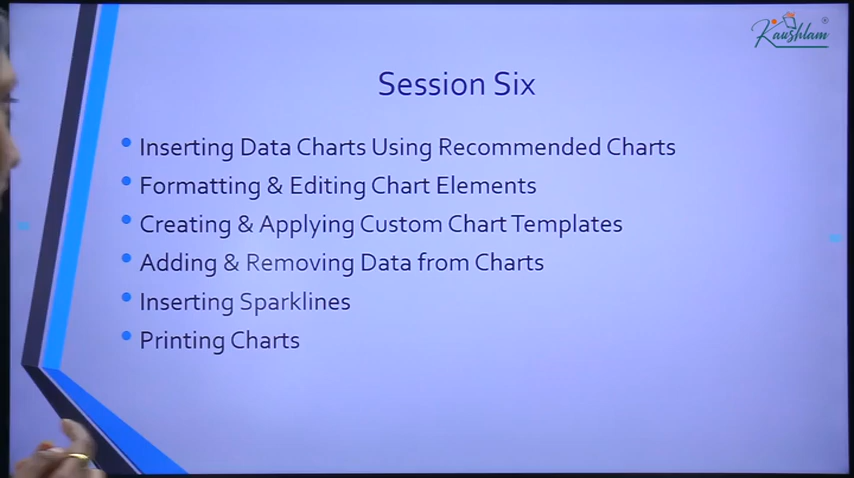 Kaushlam
Session Six
• Inserting Data Charts Using Recommended Charts
• Formatting & Editing Chart Elements
• Creating & Applying Custom Chart Templates
• Adding & Removing Data from Charts
• Inserting Sparklines
• Printing Charts